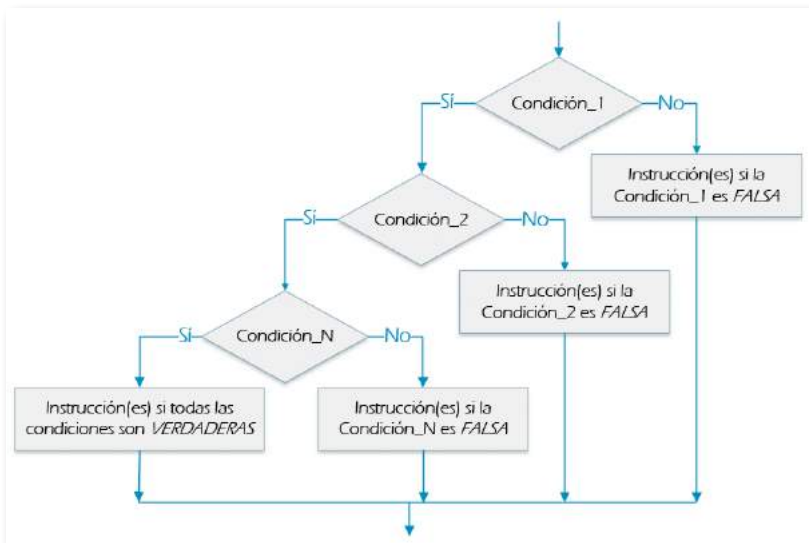 Condición_1
Sí
No
Instrucción(es) si la
Condición_1 es FALSA
Condición_2
Sí
No
Instrucción(es) si la
Condición_2 es FALSA
Condición_N
Sí
No
Instrucción(es) si todas las
condiciones son VERDADERAS
Instrucción(es) si la
Condición_N es FALSA